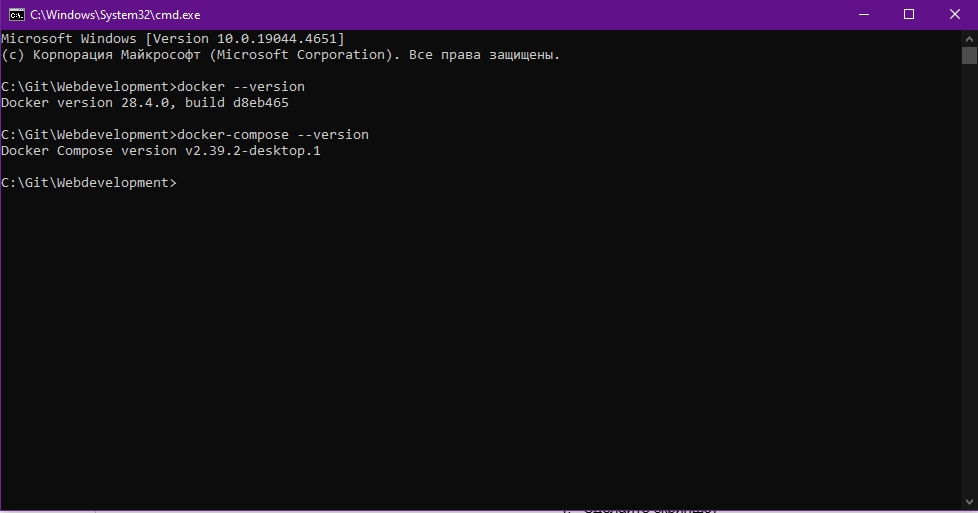 C:\Windows\System32\cmd.exe
Microsoft Windows [Version 10.0.19044.4651]
(c) Корпорация Майкрософт (Microsoft Corporation). Все права защищены.
C:\Git\Webdevelopment>docker --version
Docker version 28.4.0, build d8eb465
C:\Git\Webdevelopment>docker-compose --version
Docker Compose version v2.39.2-desktop.1
C:\Git\Webdevelopment>